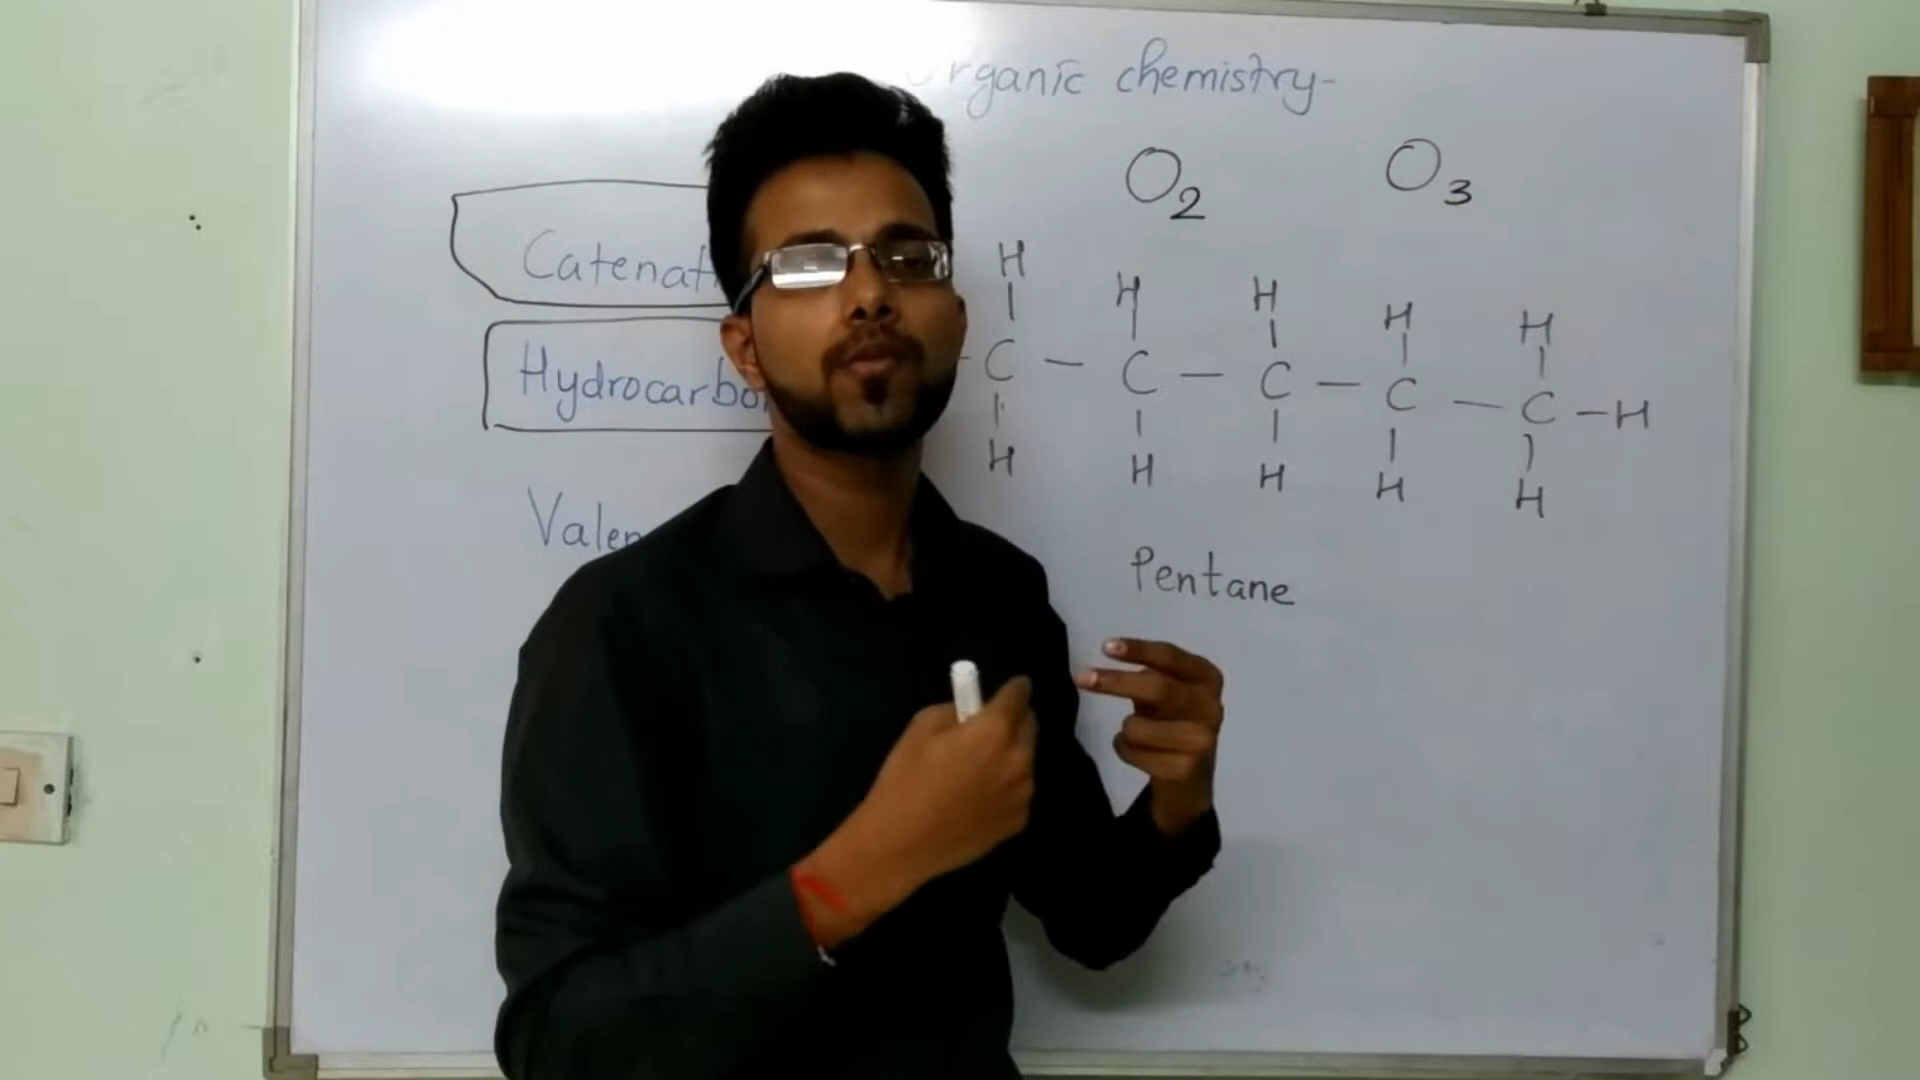 rganic chemistry-
O2 O3
Catenat
Hydrocarbo
Valen
H H H H H
- C - C - C - C - C - H
H H H H H
Pentane